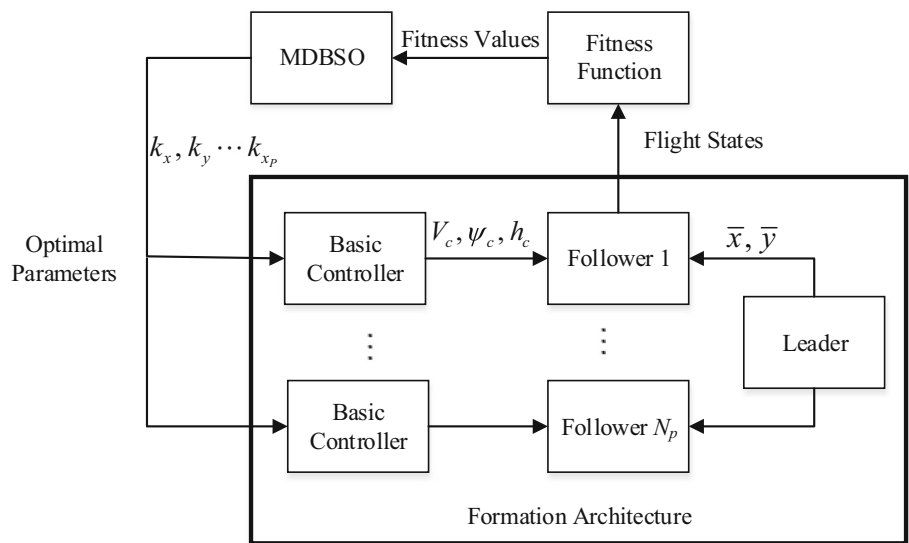 MDBSO
Fitness Values
Fitness
Function
k_x, k_y ⋯ k_{x_P}
Flight States
Optimal
Parameters
Basic
Controller
V_c, ψ_c, h_c
Follower 1
x̅, y̅
⋮
⋮
Leader
Basic
Controller
Follower N_p
Formation Architecture